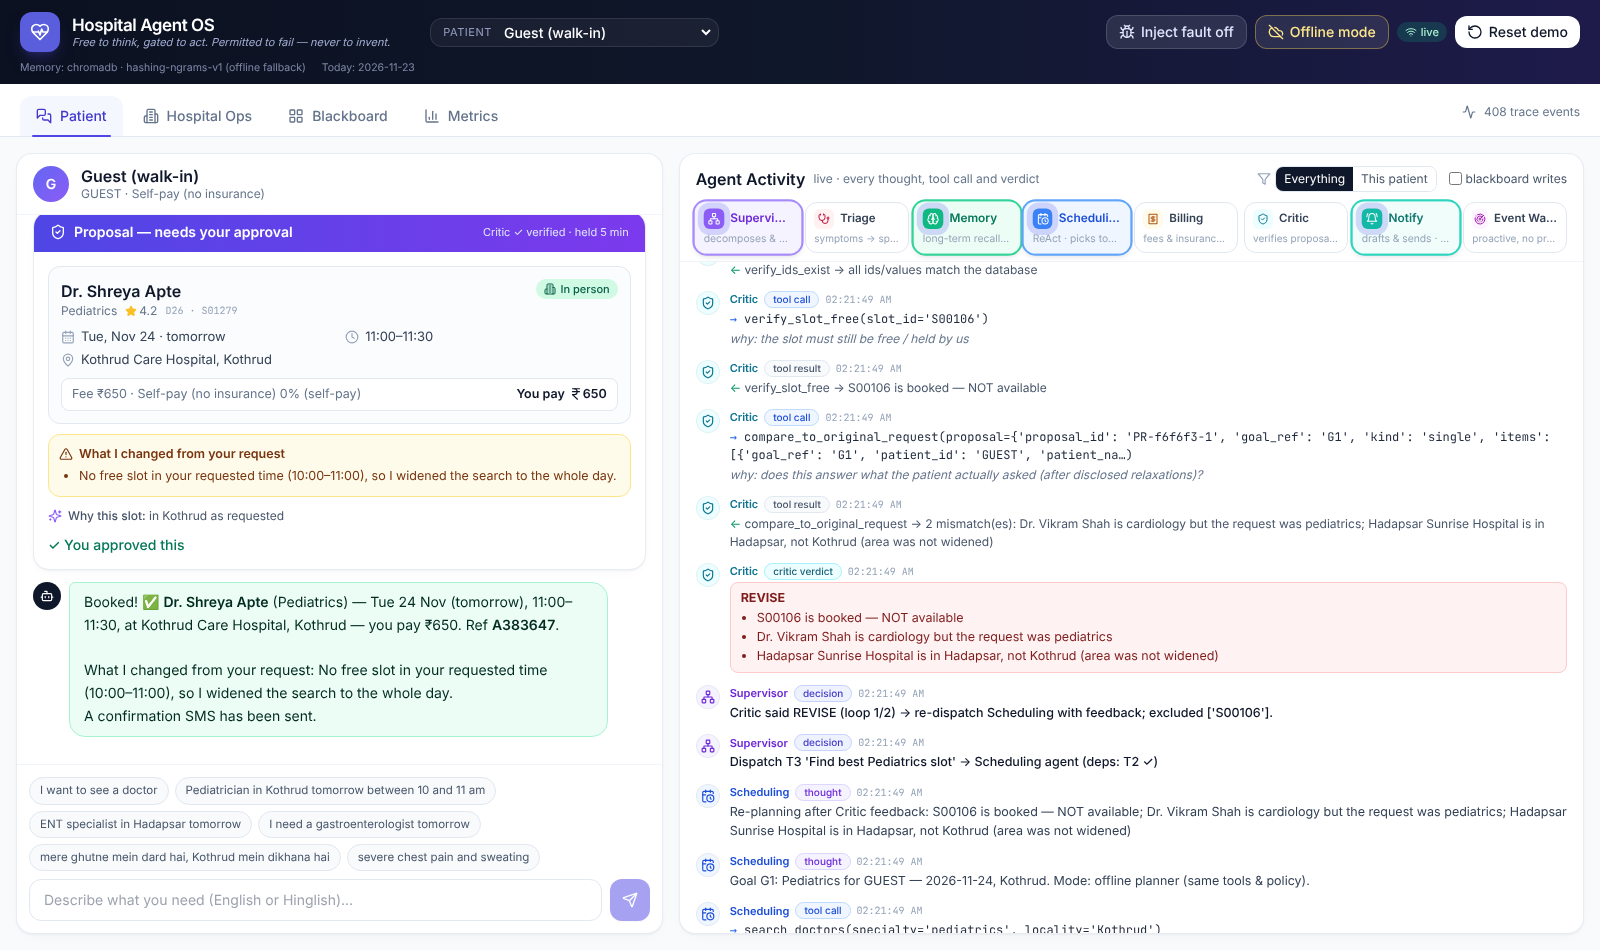 Hospital Agent OS
Free to think, gated to act. Permitted to fail — never to invent.
Memory: chromadb · hashing-ngrams-v1 (offline fallback) Today: 2026-11-23
PATIENT Guest (walk-in)
Inject fault off
Offline mode
live
Reset demo
Patient
Hospital Ops
Blackboard
Metrics
408 trace events
G
Guest (walk-in)
GUEST · Self-pay (no insurance)
Proposal — needs your approval
Critic ✓ verified · held 5 min
Dr. Shreya Apte
In person
Pediatrics ⭐ 4.2 D26 · S01279
Tue, Nov 24 · tomorrow
11:00–11:30
Kothrud Care Hospital, Kothrud
Fee ₹650 · Self-pay (no insurance) 0% (self-pay)
You pay ₹650
What I changed from your request
• No free slot in your requested time (10:00–11:00), so I widened the search to the whole day.
Why this slot: in Kothrud as requested
✓ You approved this
Booked! ✅ Dr. Shreya Apte (Pediatrics) — Tue 24 Nov (tomorrow), 11:00–
11:30, at Kothrud Care Hospital, Kothrud — you pay ₹650. Ref A383647.
What I changed from your request: No free slot in your requested time
(10:00–11:00), so I widened the search to the whole day.
A confirmation SMS has been sent.
I want to see a doctor
Pediatrician in Kothrud tomorrow between 10 and 11 am
ENT specialist in Hadapsar tomorrow
I need a gastroenterologist tomorrow
mere ghutne mein dard hai, Kothrud mein dikhana hai
severe chest pain and sweating
Describe what you need (English or Hinglish)...
Agent Activity
live · every thought, tool call and verdict
Everything
This patient
blackboard writes
Supervi...
decomposes & ...
Triage
symptoms → sp...
Memory
long-term recall...
Scheduli...
ReAct · picks to...
Billing
fees & insuranc...
Critic
verifies proposa...
Notify
drafts & sends · ...
Event Wa...
proactive, no pr...
← verify_ids_exist → all ids/values match the database
Critic tool call 02:21:49 AM
→ verify_slot_free(slot_id='S00106')
why: the slot must still be free / held by us
Critic tool result 02:21:49 AM
← verify_slot_free → S00106 is booked — NOT available
Critic tool call 02:21:49 AM
→ compare_to_original_request(proposal={'proposal_id': 'PR-f6f6f3-1', 'goal_ref': 'G1', 'kind': 'single', 'items':
[{'goal_ref': 'G1', 'patient_id': 'GUEST', 'patient_na…)
why: does this answer what the patient actually asked (after disclosed relaxations)?
Critic tool result 02:21:49 AM
← compare_to_original_request → 2 mismatch(es): Dr. Vikram Shah is cardiology but the request was pediatrics; Hadapsar Sunrise Hospital is in
Hadapsar, not Kothrud (area was not widened)
Critic critic verdict 02:21:49 AM
REVISE
• S00106 is booked — NOT available
• Dr. Vikram Shah is cardiology but the request was pediatrics
• Hadapsar Sunrise Hospital is in Hadapsar, not Kothrud (area was not widened)
Supervisor decision 02:21:49 AM
Critic said REVISE (loop 1/2) → re-dispatch Scheduling with feedback; excluded ['S00106'].
Supervisor decision 02:21:49 AM
Dispatch T3 'Find best Pediatrics slot' → Scheduling agent (deps: T2 ✓)
Scheduling thought 02:21:49 AM
Re-planning after Critic feedback: S00106 is booked — NOT available; Dr. Vikram Shah is cardiology but the request was pediatrics; Hadapsar
Sunrise Hospital is in Hadapsar, not Kothrud (area was not widened)
Scheduling thought 02:21:49 AM
Goal G1: Pediatrics for GUEST — 2026-11-24, Kothrud. Mode: offline planner (same tools & policy).
Scheduling tool call 02:21:49 AM
→ search_doctors(specialty='pediatrics', locality='Kothrud')